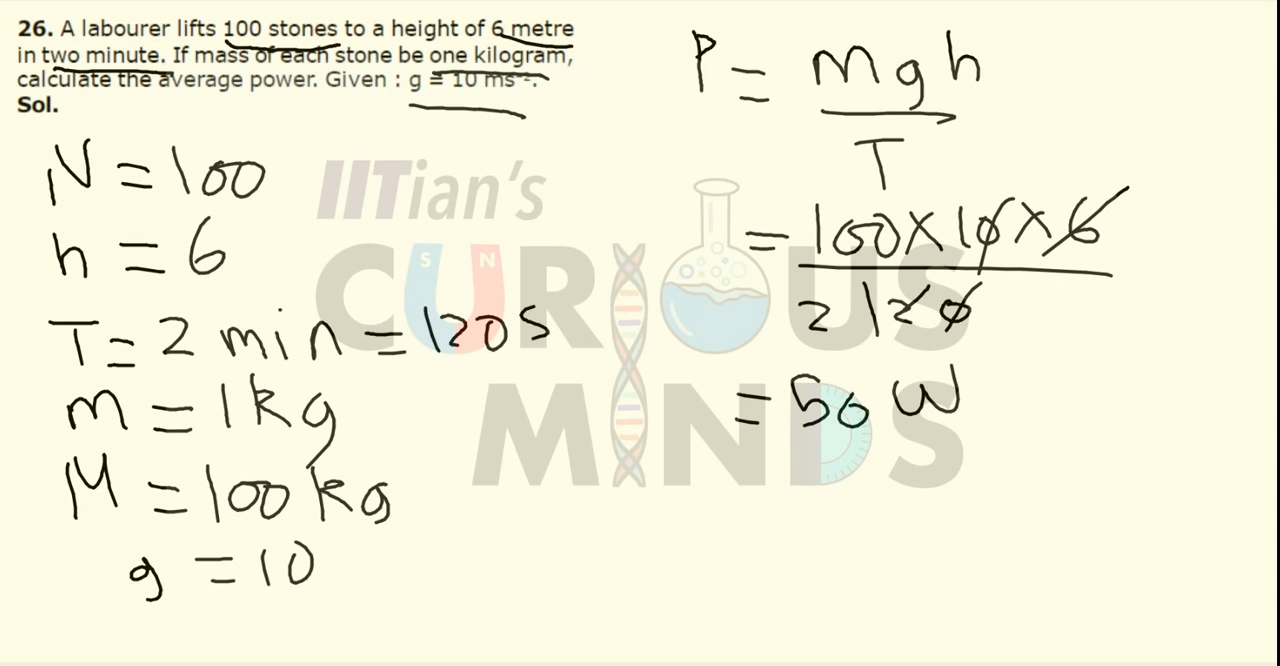 26. A labourer lifts 100 stones to a height of 6 metre
in two minute. If mass of each stone be one kilogram,
calculate the average power. Given : g = 10 ms⁻².
Sol.
N = 100
h = 6
T = 2 min = 120 s
m = 1 kg
M = 100 kg
g = 10
P = Mgh
T
= 100 × 10 × 6
2 120
= 50 W
IITian's
CURIOUS
S N
MINDS